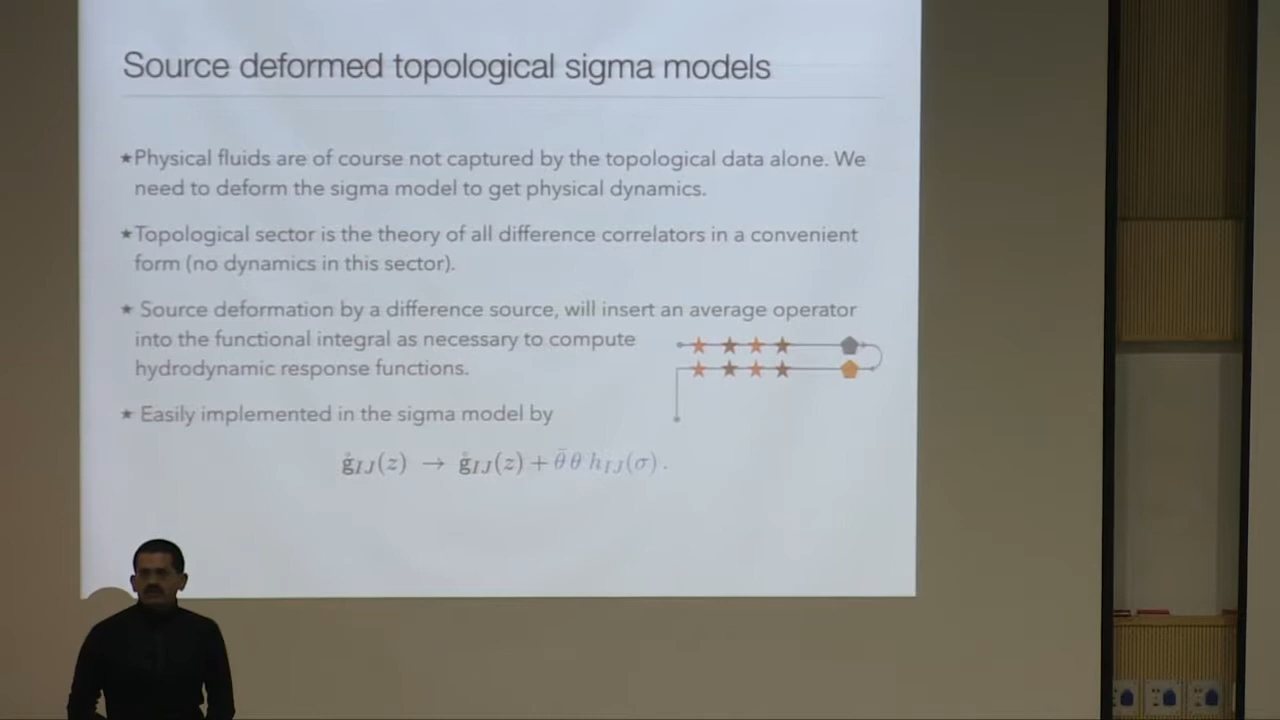 Source deformed topological sigma models
★Physical fluids are of course not captured by the topological data alone. We
need to deform the sigma model to get physical dynamics.
★Topological sector is the theory of all difference correlators in a convenient
form (no dynamics in this sector).
★ Source deformation by a difference source, will insert an average operator
into the functional integral as necessary to compute
hydrodynamic response functions.
★ Easily implemented in the sigma model by
g̊_{IJ}(z) → g̊_{IJ}(z) + θ̄ θ h_{IJ}(σ).